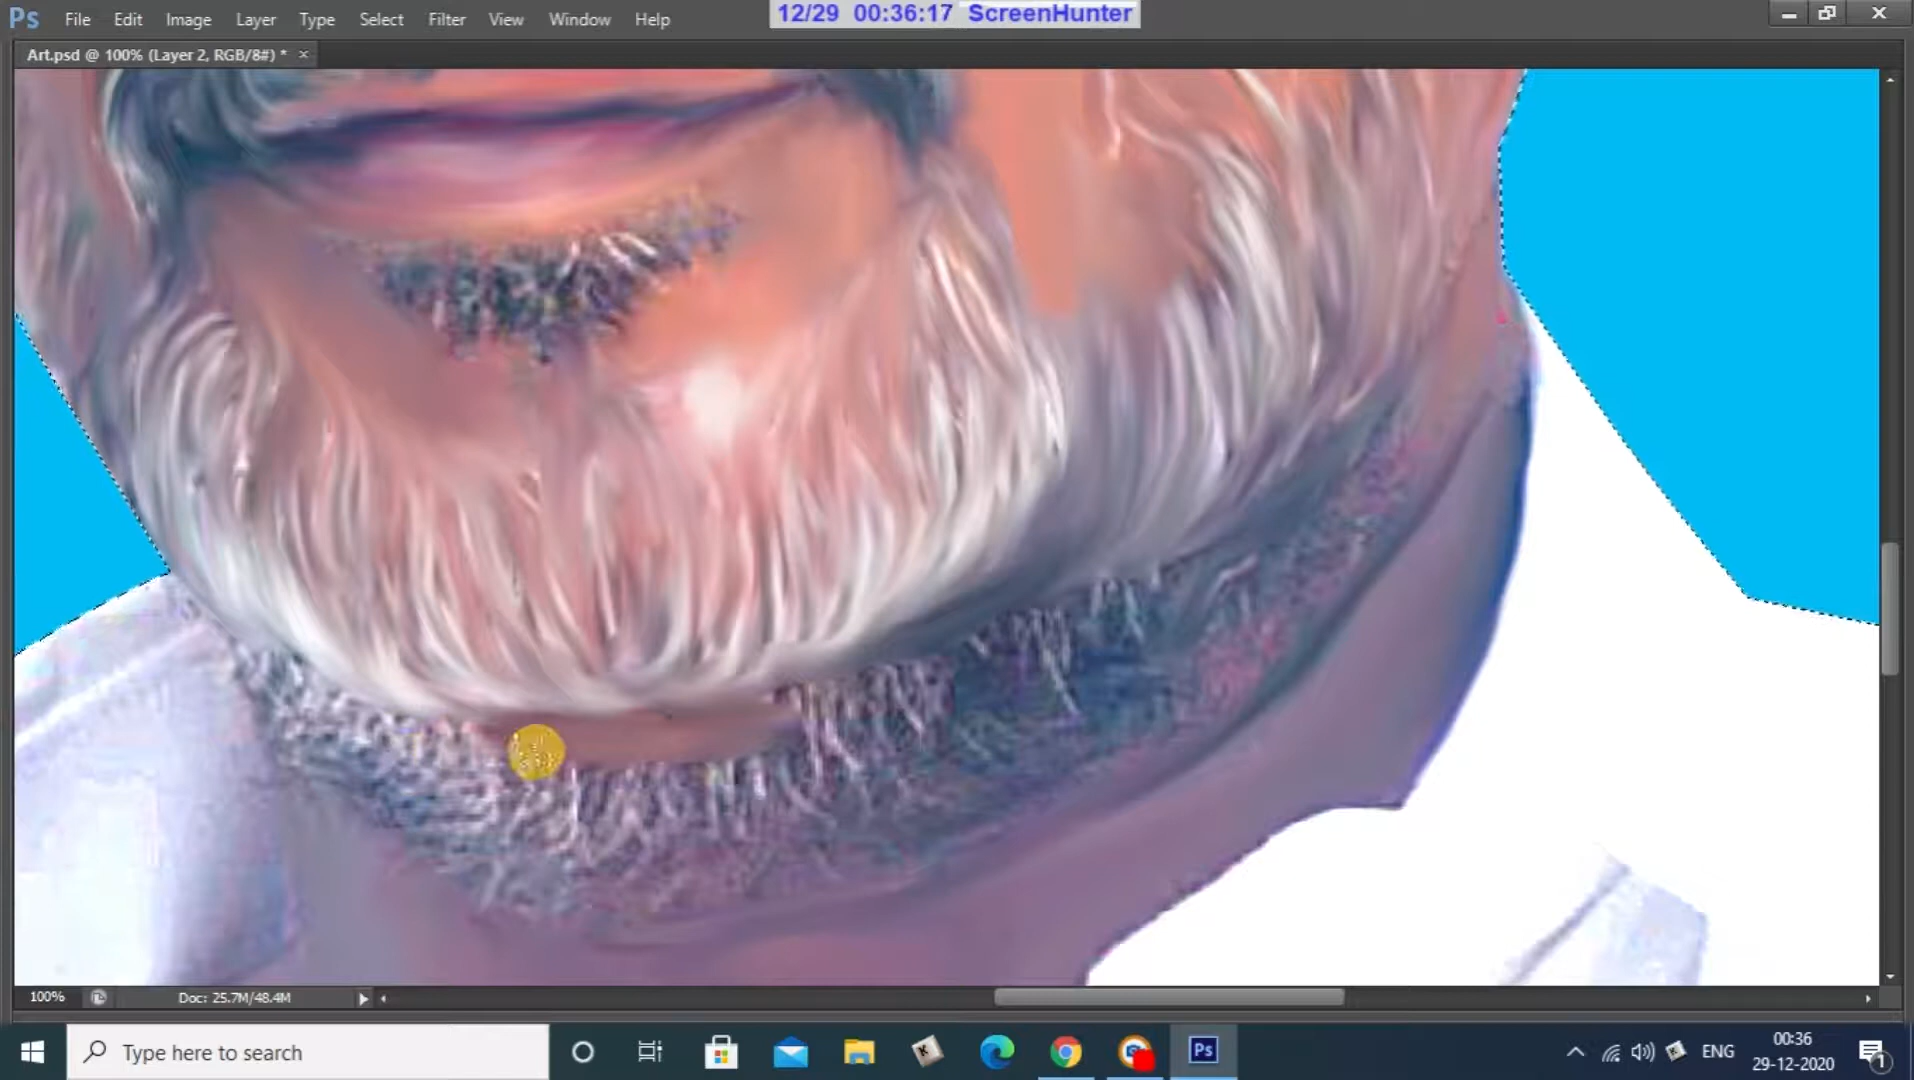 Ps File Edit Image Layer Type Select Filter View Window Help
12/29 00:36:17 ScreenHunter
Art.psd @ 100% (Layer 2, RGB/8#) *
100% Doc: 25.7M/48.4M
Type here to search
Ps
ENG
00:36
29-12-2020
1